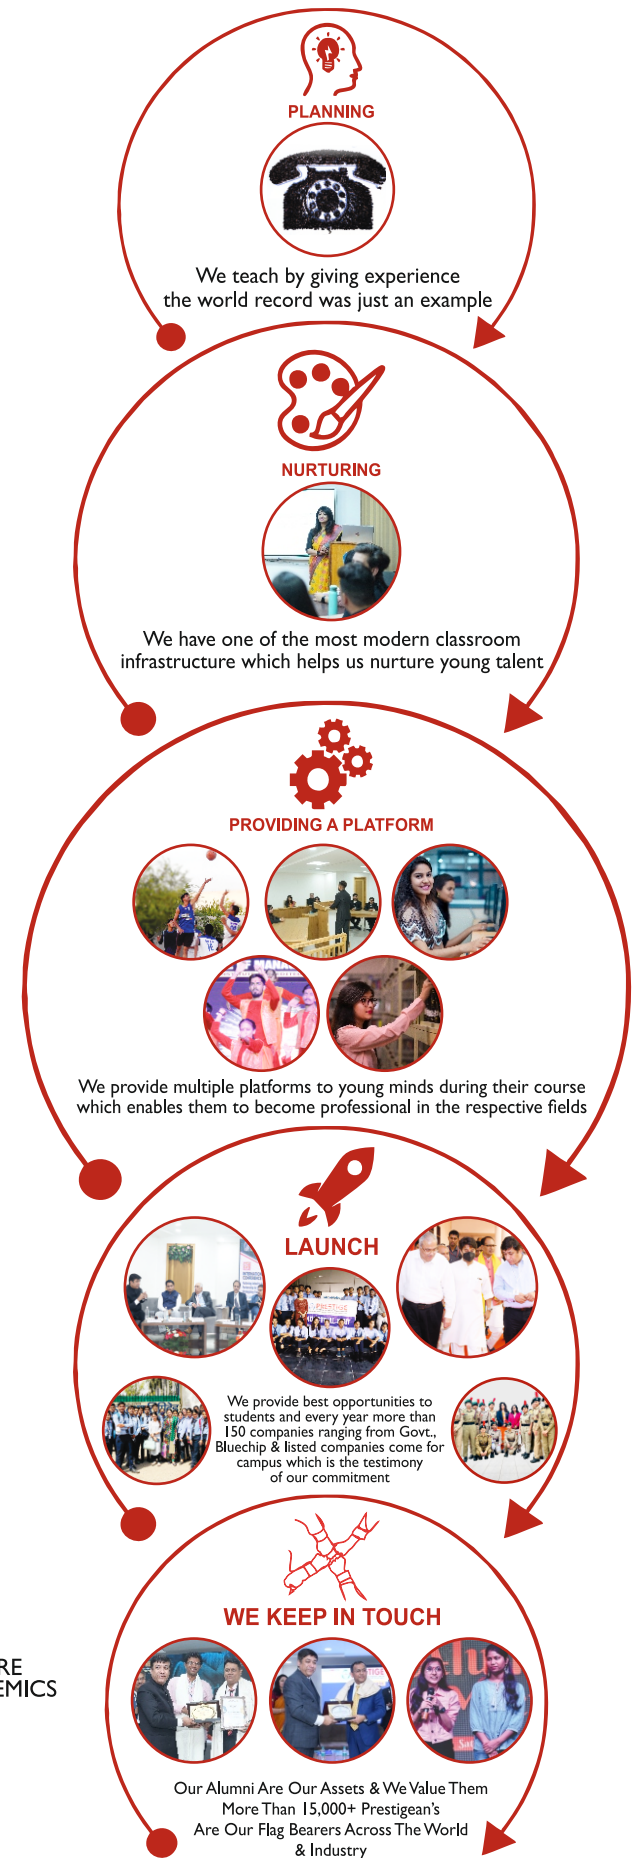 PLANNING
We teach by giving experience
the world record was just an example
NURTURING
We have one of the most modern classroom
infrastructure which helps us nurture young talent
PROVIDING A PLATFORM
We provide multiple platforms to young minds during their course
which enables them to become professional in the respective fields
LAUNCH
PRESTIGE
We provide best opportunities to
students and every year more than
150 companies ranging from Govt.,
Bluechip & listed companies come for
campus which is the testimony
of our commitment
WE KEEP IN TOUCH
RE
EMICS
Our Alumni Are Our Assets & We Value Them
More Than 15,000+ Prestigean's
Are Our Flag Bearers Across The World
& Industry